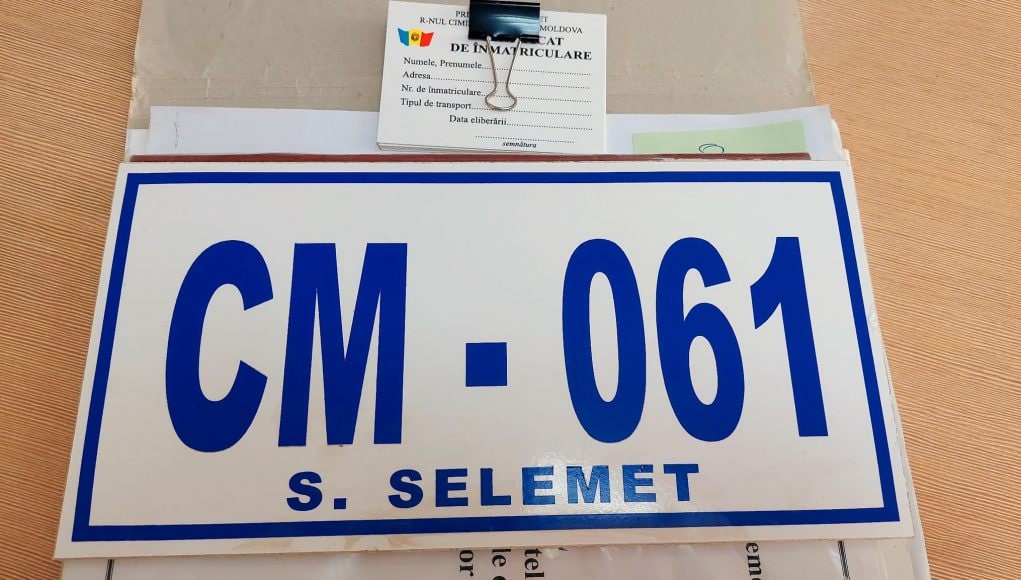 R-NUL CIMI MOLDOVA
DE ÎNMATRICULARE
Numele, Prenumele
Adresa
Nr. de înmatriculare
Tipul de transport
Data eliberării
semnătura
CM - 061
S. SELEMET